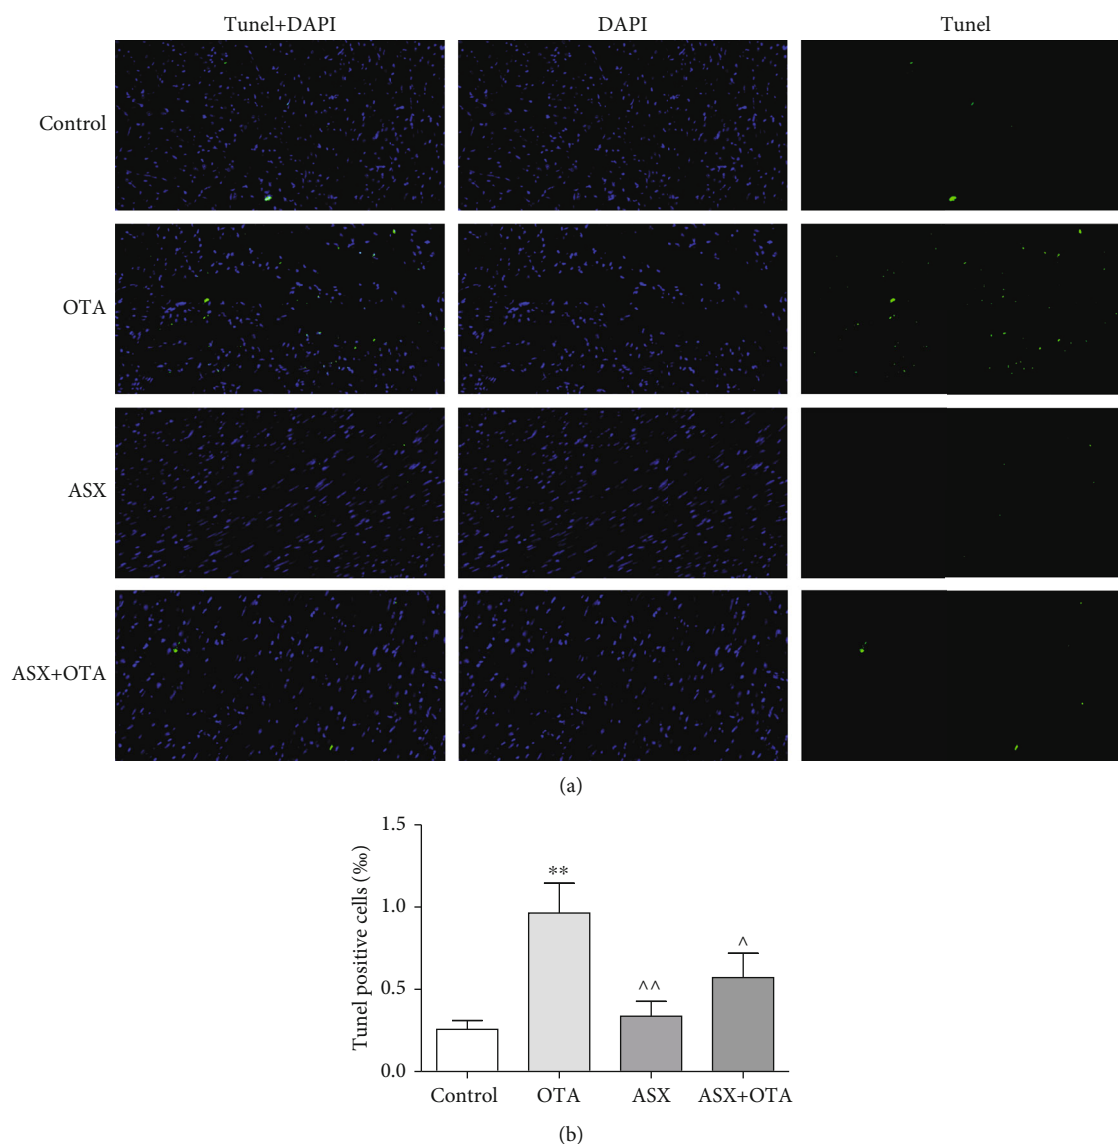 Tunel+DAPI DAPI Tunel
Control
OTA
ASX
ASX+OTA
(a)
Tunel positive cells (‰)
1.5
1.0
0.5
0.0
**
^^
^
Control OTA ASX ASX+OTA
(b)